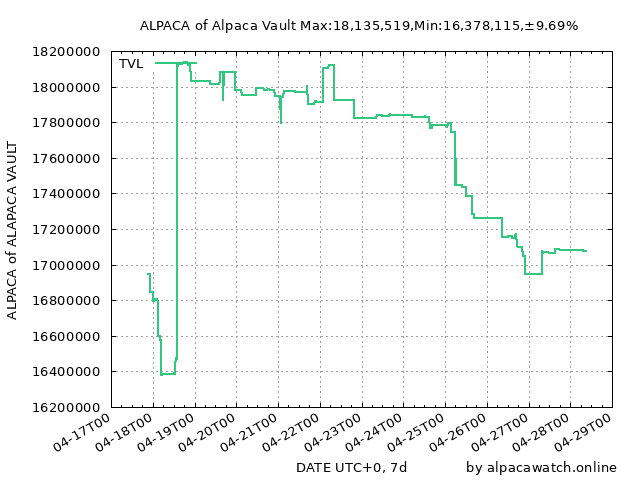 ALPACA of Alpaca Vault Max:18,135,519,Min:16,378,115,±9.69%
TVL
ALPACA of ALAPACA VAULT
18200000
18000000
17800000
17600000
17400000
17200000
17000000
16800000
16600000
16400000
16200000
04-17T00
04-18T00
04-19T00
04-20T00
04-21T00
04-22T00
04-23T00
04-24T00
04-25T00
04-26T00
04-27T00
04-28T00
04-29T00
DATE UTC+0, 7d
by alpacawatch.online